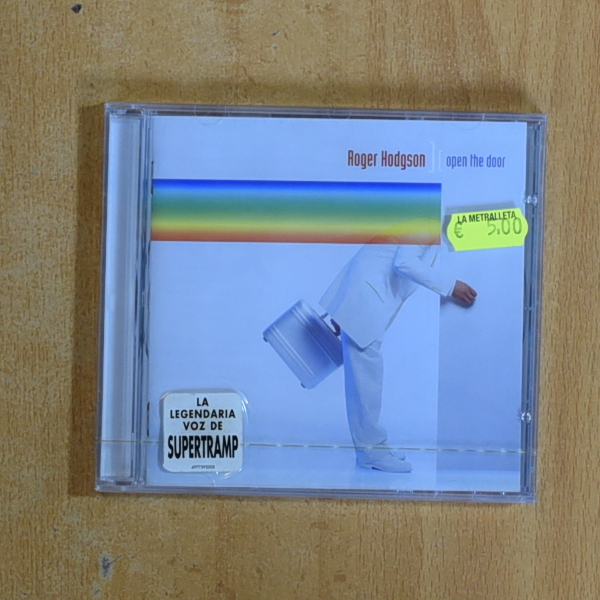 Roger Hodgson open the door
LA METRALLETA
€ 5.00
LA
LEGENDARIA
VOZ DE
SUPERTRAMP